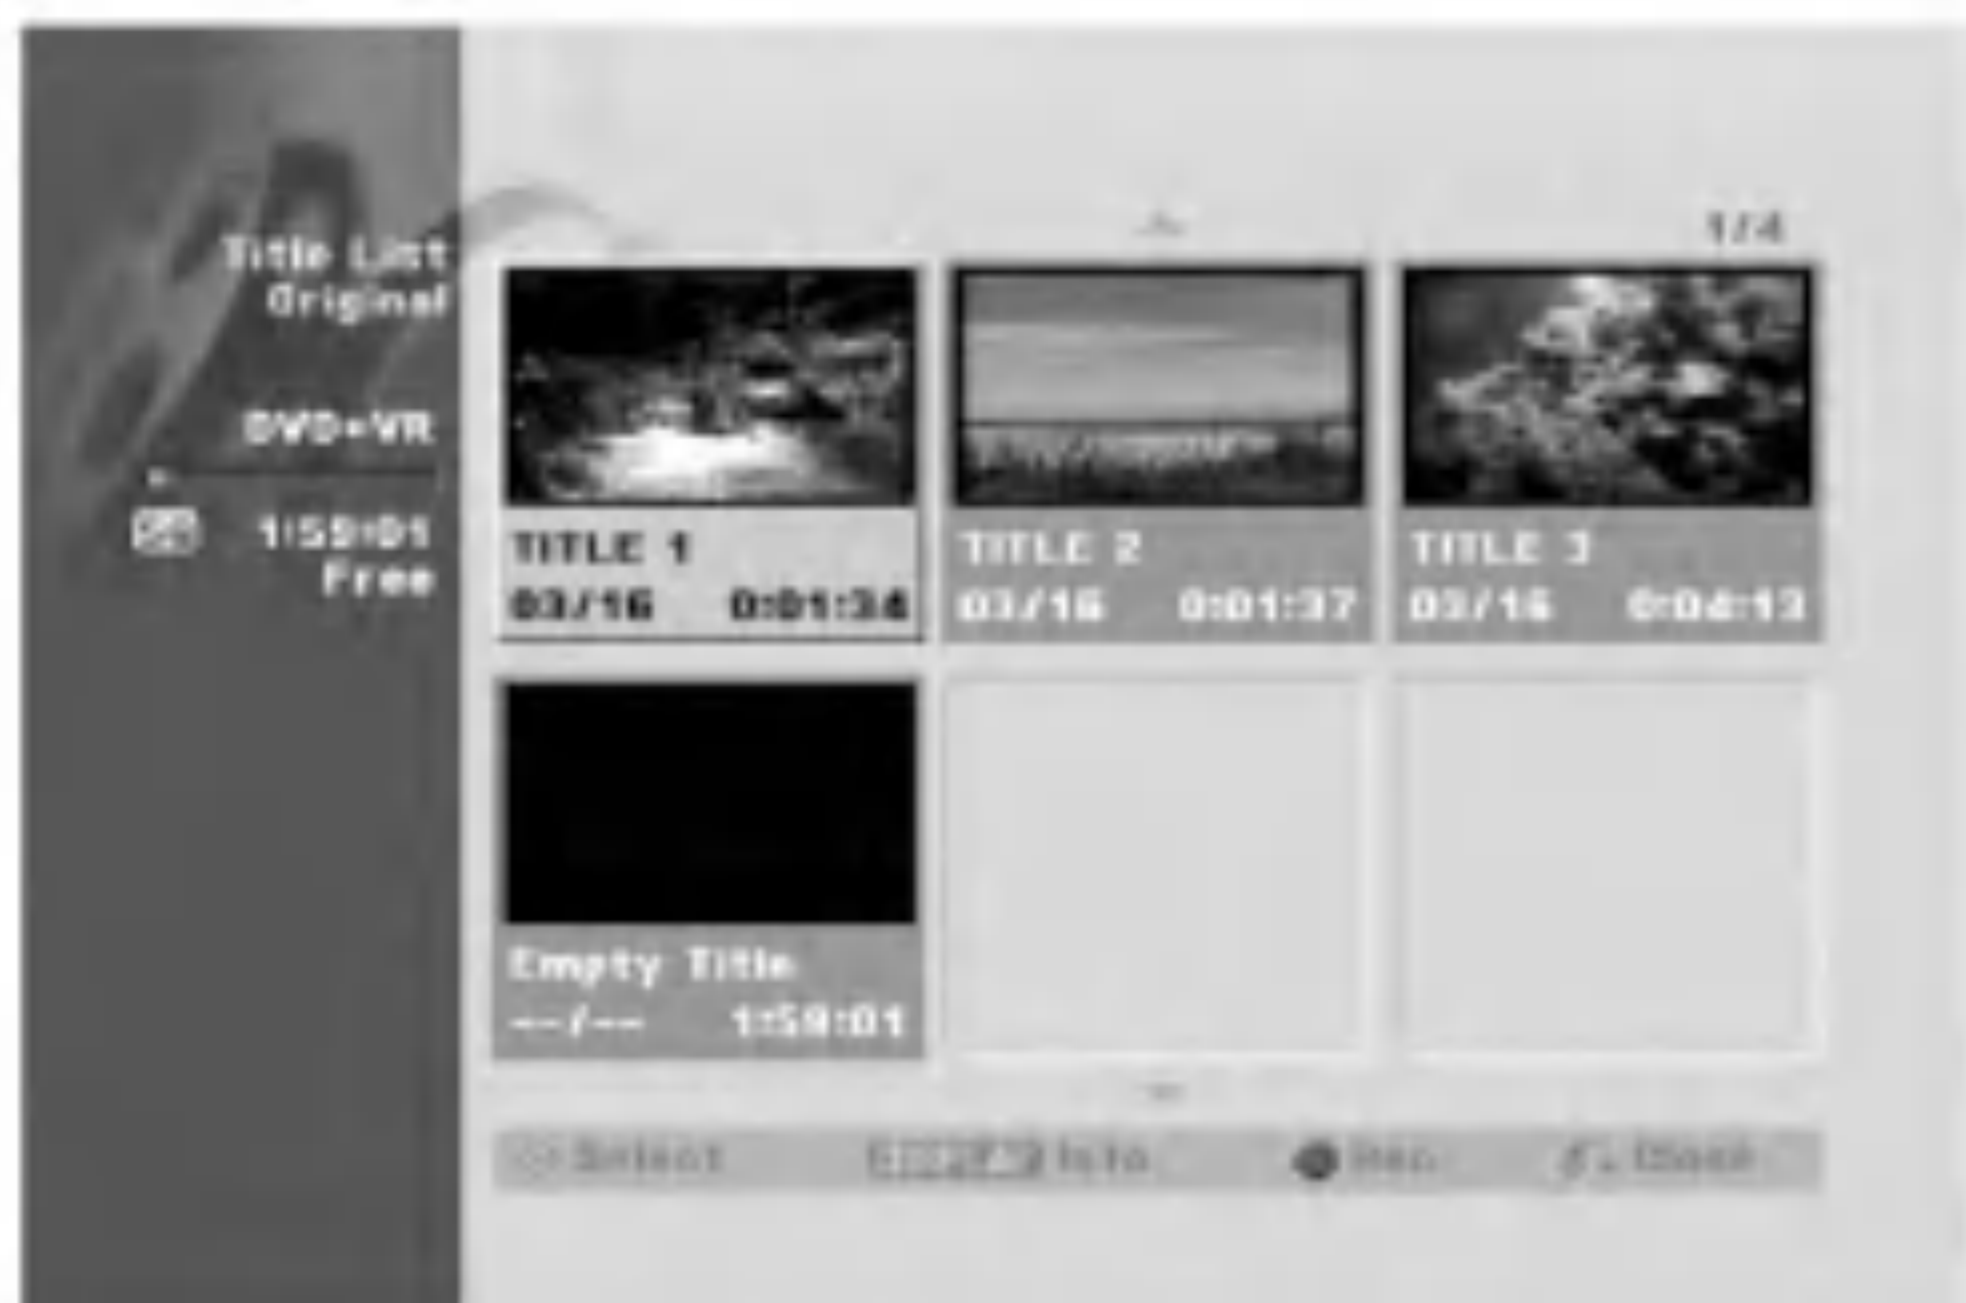 Title List
Original
DVD+VR
1:59:01
Free
1/4
TITLE 1
03/16 0:01:34
TITLE 2
03/16 0:01:37
TITLE 3
03/16 0:04:13
Empty Title
--/-- 1:59:01
Select
Info
Rec.
Close